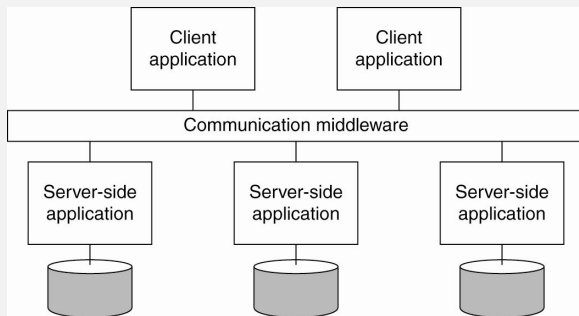 Client
application
Client
application
Communication middleware
Server-side
application
Server-side
application
Server-side
application